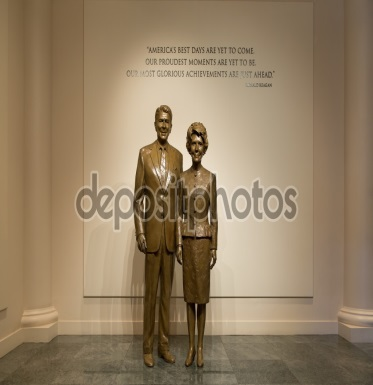 "AMERICA'S BEST DAYS ARE YET TO COME.
OUR PROUDEST MOMENTS ARE YET TO BE.
OUR MOST GLORIOUS ACHIEVEMENTS ARE JUST AHEAD."
REAGAN
depositphotos